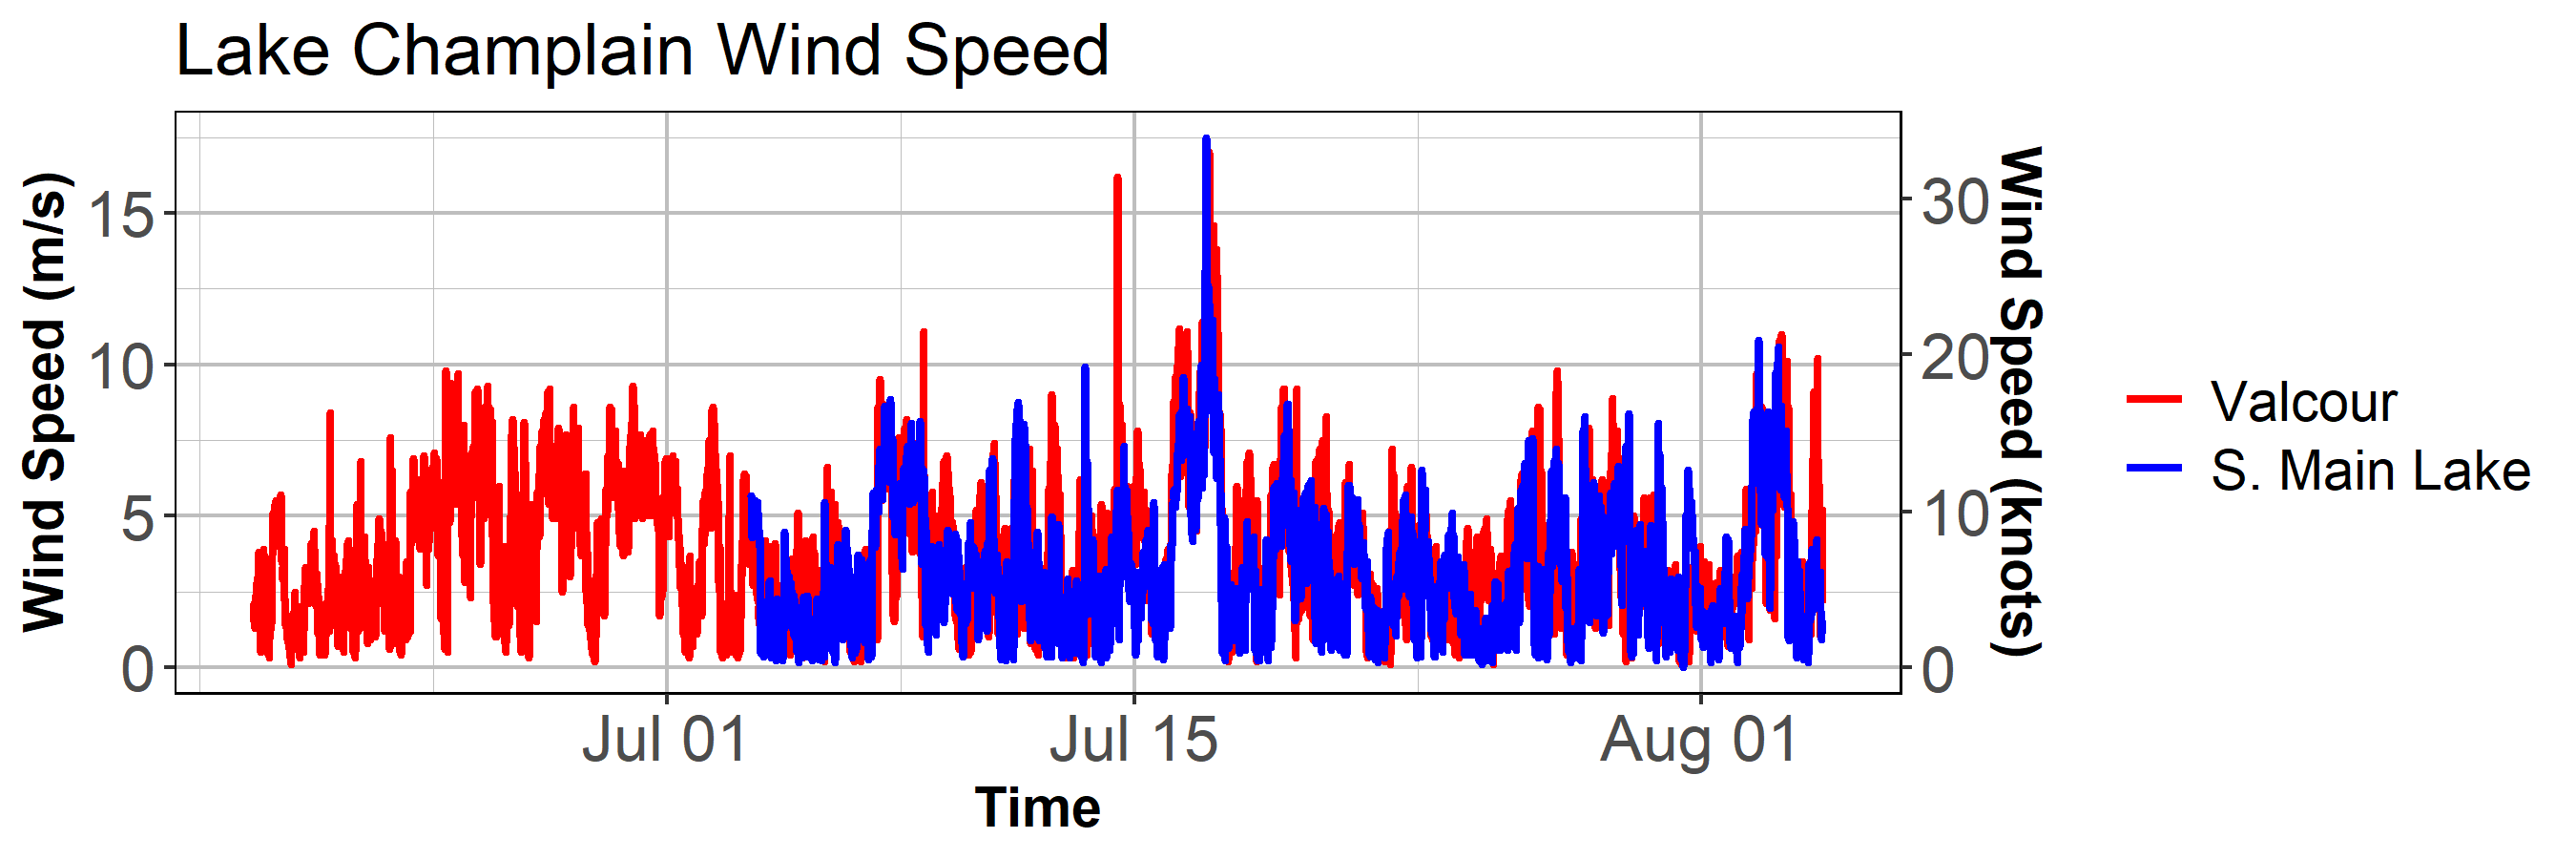 Lake Champlain Wind Speed
Wind Speed (m/s)
15
10
5
0
30
20
10
0
Wind Speed (knots)
Jul 01
Jul 15
Aug 01
Time
Valcour
S. Main Lake